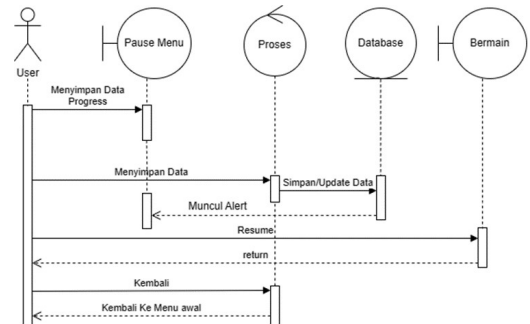 Pause Menu
Proses
Database
Bermain
User
Menyimpan Data
Progress
Menyimpan Data
Simpan/Update Data
Muncul Alert
Resume
return
Kembali
Kembali Ke Menu awal